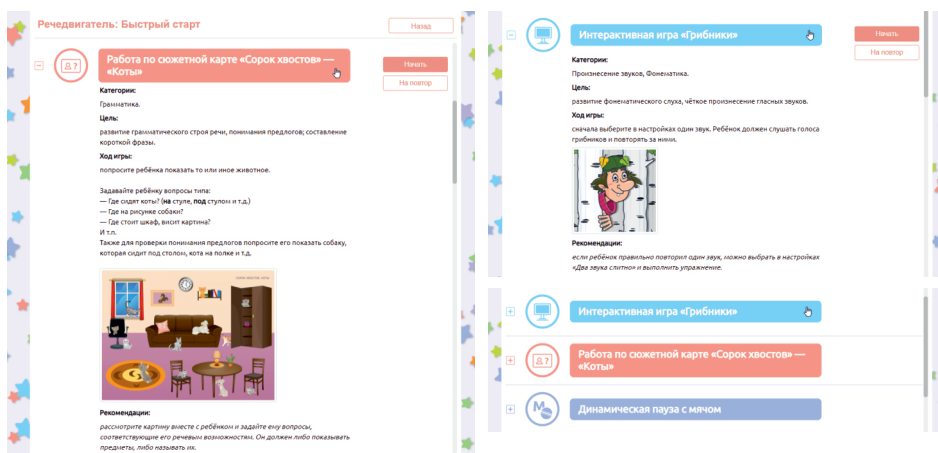 Речедвигатель: Быстрый старт
Назад
Работа по сюжетной карте «Сорок хвостов» —
«Коты»
Начать
На повтор
Категории:
Грамматика.
Цель:
развитие грамматического строя речи, понимания предлогов; составление
короткой фразы.
Ход игры:
попросите ребёнка показать то или иное животное.
Задавайте ребёнку вопросы типа:
— Где сидят коты? (на стуле, под стулом и т.д.)
— Где на рисунке собаки?
— Где стоит шкаф, висит картина?
И т.п.
Также для проверки понимания предлогов попросите его показать собаку,
которая сидит под столом, кота на полке и т.д.
Рекомендации:
рассмотрите картину вместе с ребёнком и задайте ему вопросы,
соответствующие его речевым возможностям. Он должен либо показывать
предметы, либо называть их.
Интерактивная игра «Грибники»
Начать
На повтор
Категории:
Произнесение звуков, Фонематика.
Цель:
развитие фонематического слуха, чёткое произнесение гласных звуков.
Ход игры:
сначала выберите в настройках один звук. Ребёнок должен слушать голоса
грибников и повторять за ними.
Рекомендации:
если ребёнок правильно повторил один звук, можно выбрать в настройках
«Два звука слитно» и выполнить упражнение.
Интерактивная игра «Грибники»
Работа по сюжетной карте «Сорок хвостов» —
«Коты»
Динамическая пауза с мячом